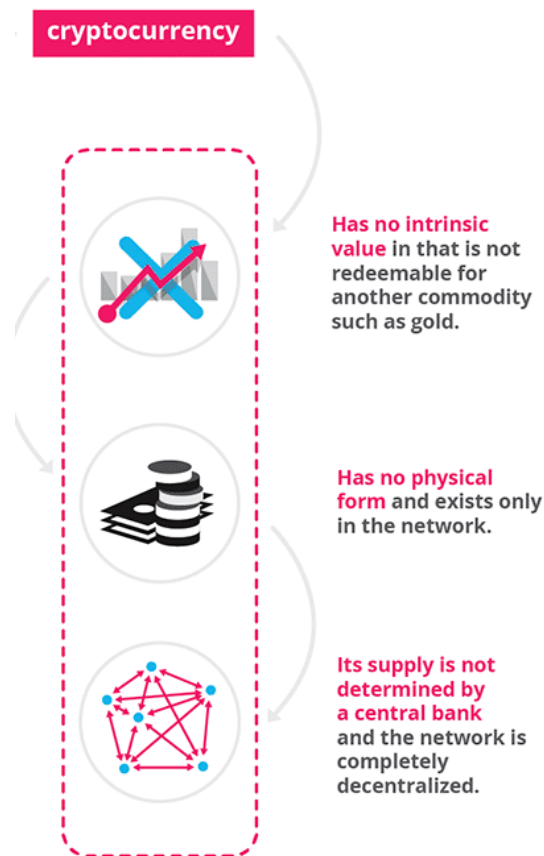 cryptocurrency
Has no intrinsic
value in that is not
redeemable for
another commodity
such as gold.
Has no physical
form and exists only
in the network.
Its supply is not
determined by
a central bank
and the network is
completely
decentralized.